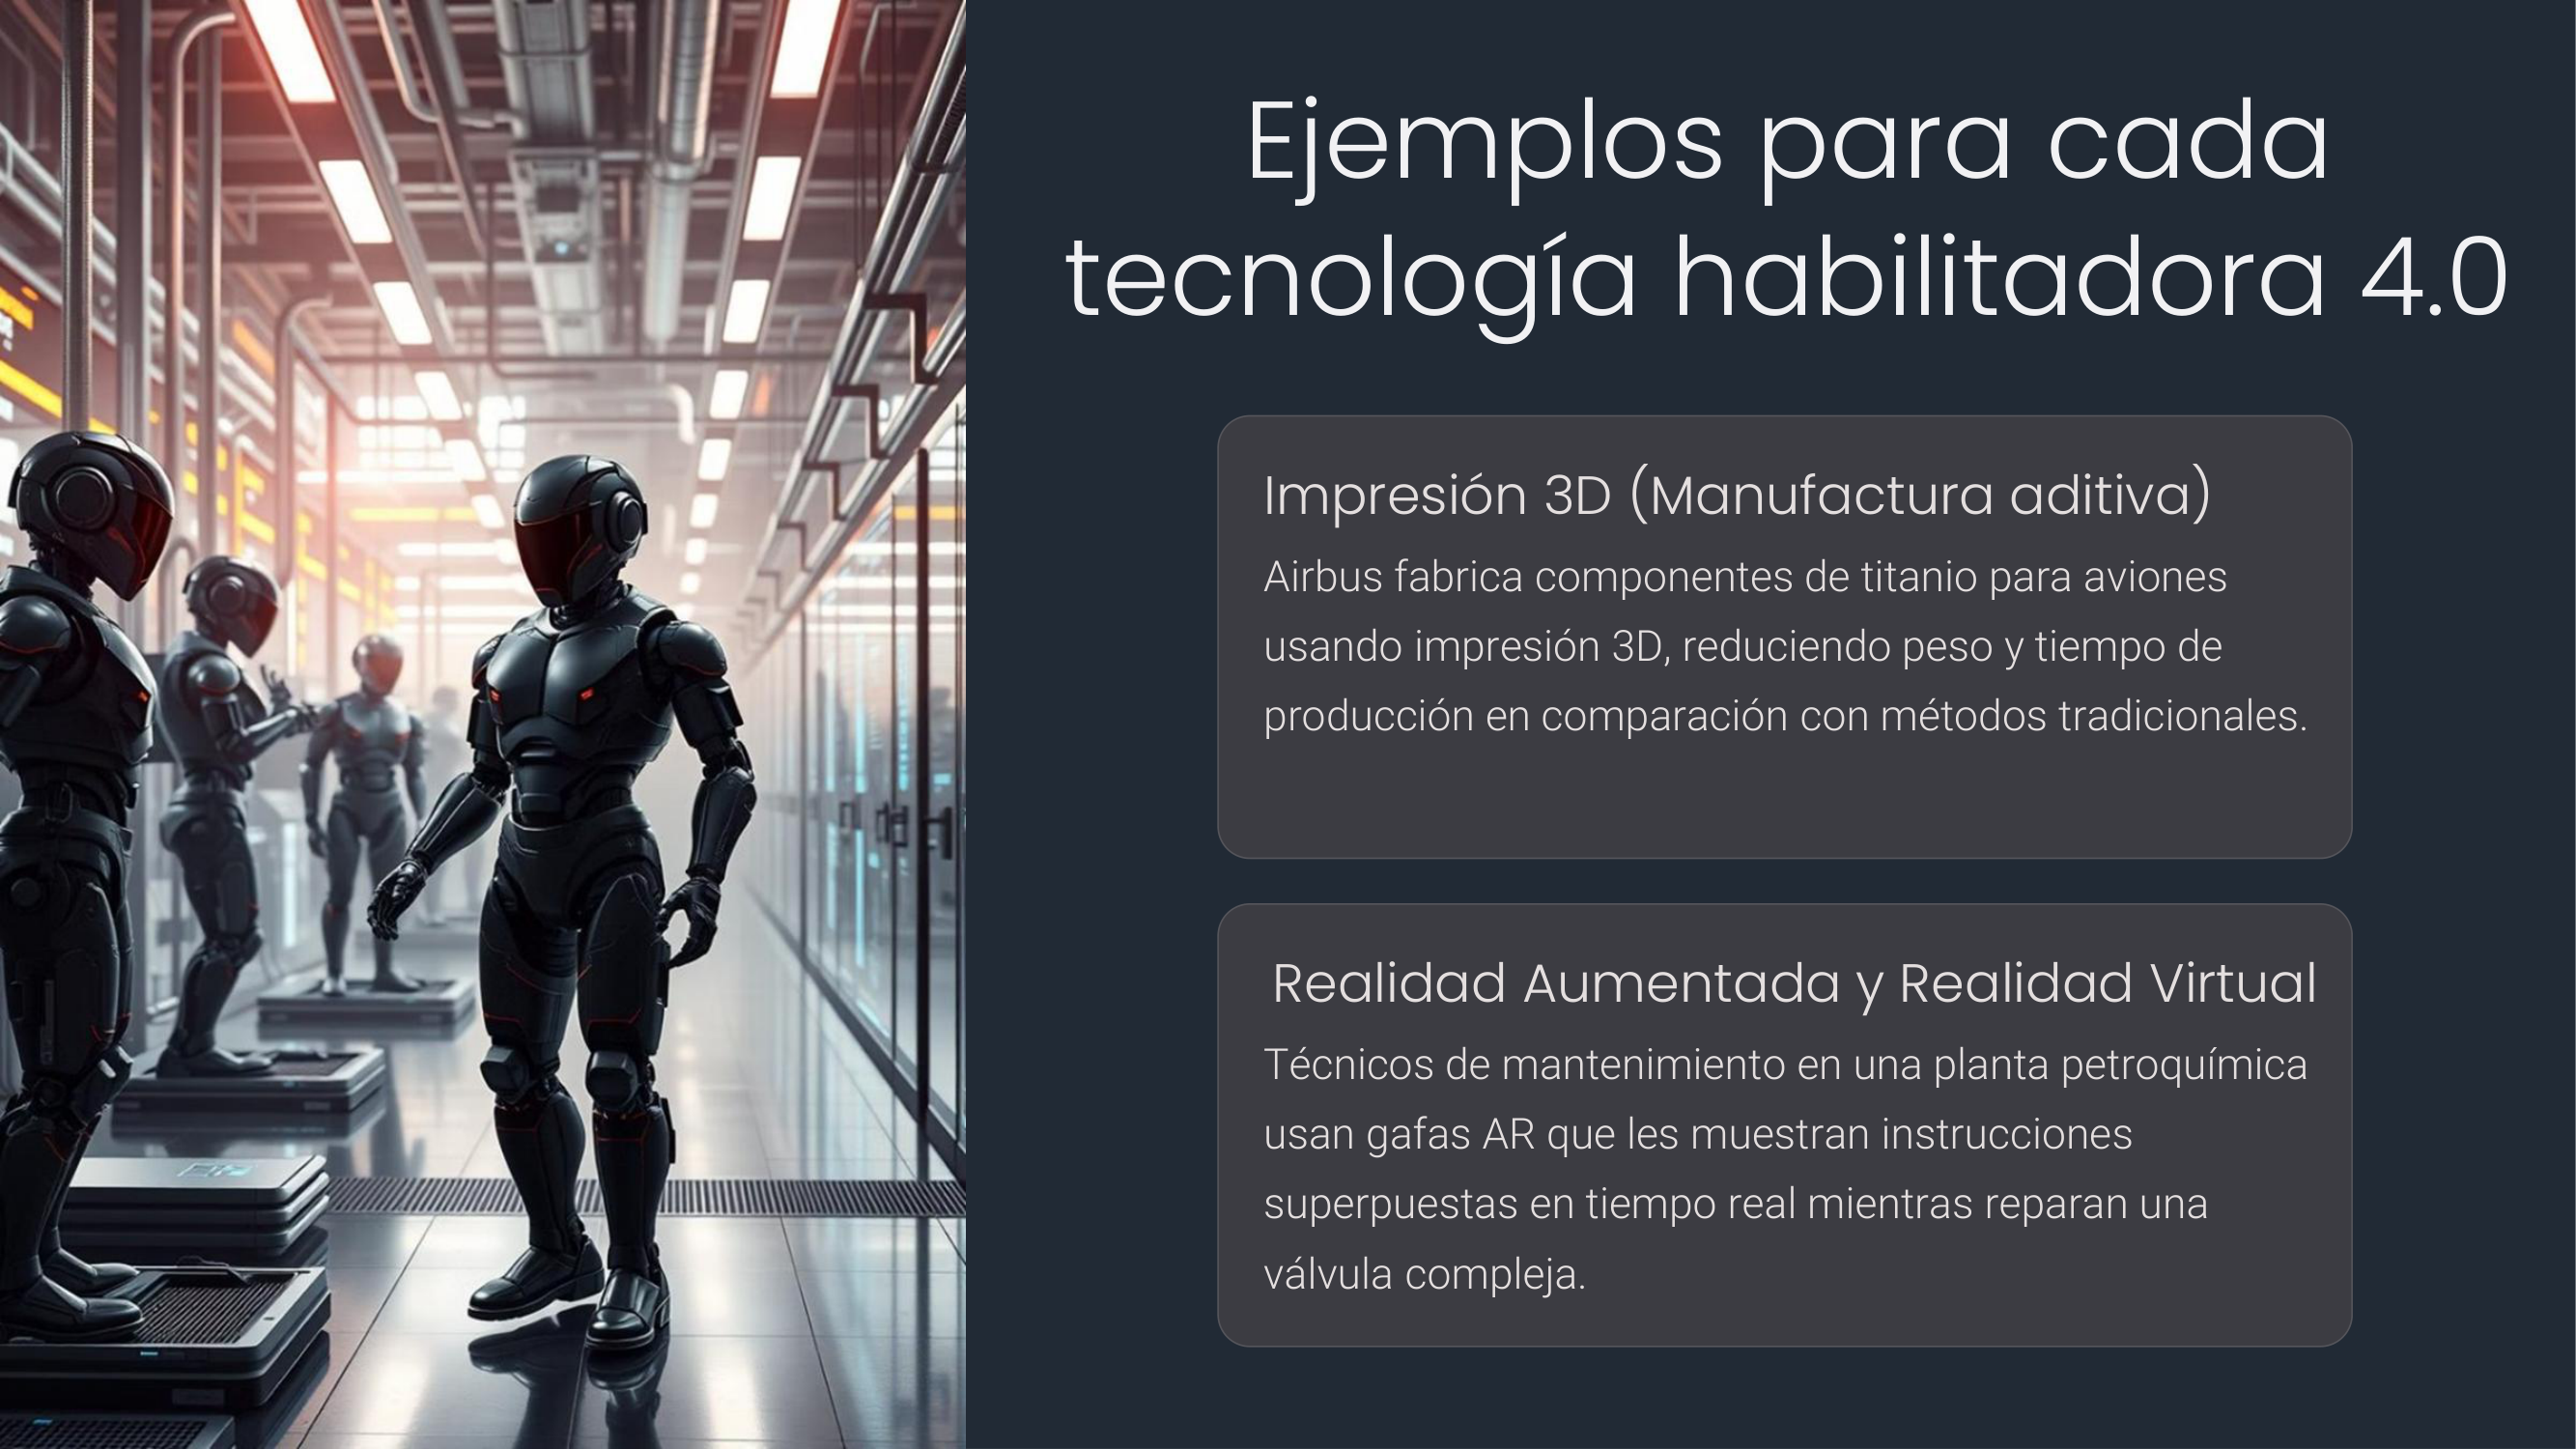 Ejemplos para cada
tecnología habilitadora 4.0
Impresión 3D (Manufactura aditiva)
Airbus fabrica componentes de titanio para aviones
usando impresión 3D, reduciendo peso y tiempo de
producción en comparación con métodos tradicionales.
Realidad Aumentada y Realidad Virtual
Técnicos de mantenimiento en una planta petroquímica
usan gafas AR que les muestran instrucciones
superpuestas en tiempo real mientras reparan una
válvula compleja.